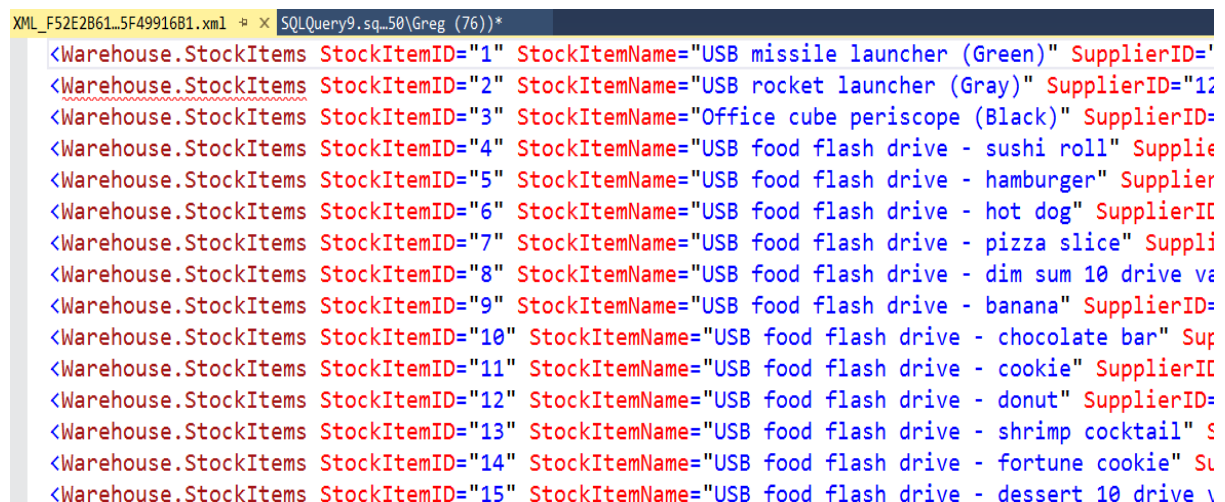 XML_F52E2B61…5F49916B1.xml SQLQuery9.sq…50\Greg (76))*
<Warehouse.StockItems StockItemID="1" StockItemName="USB missile launcher (Green)" SupplierID="
<Warehouse.StockItems StockItemID="2" StockItemName="USB rocket launcher (Gray)" SupplierID="12
<Warehouse.StockItems StockItemID="3" StockItemName="Office cube periscope (Black)" SupplierID=
<Warehouse.StockItems StockItemID="4" StockItemName="USB food flash drive - sushi roll" Supplie
<Warehouse.StockItems StockItemID="5" StockItemName="USB food flash drive - hamburger" Supplier
<Warehouse.StockItems StockItemID="6" StockItemName="USB food flash drive - hot dog" SupplierID
<Warehouse.StockItems StockItemID="7" StockItemName="USB food flash drive - pizza slice" Suppli
<Warehouse.StockItems StockItemID="8" StockItemName="USB food flash drive - dim sum 10 drive va
<Warehouse.StockItems StockItemID="9" StockItemName="USB food flash drive - banana" SupplierID=
<Warehouse.StockItems StockItemID="10" StockItemName="USB food flash drive - chocolate bar" Sup
<Warehouse.StockItems StockItemID="11" StockItemName="USB food flash drive - cookie" SupplierID
<Warehouse.StockItems StockItemID="12" StockItemName="USB food flash drive - donut" SupplierID=
<Warehouse.StockItems StockItemID="13" StockItemName="USB food flash drive - shrimp cocktail" S
<Warehouse.StockItems StockItemID="14" StockItemName="USB food flash drive - fortune cookie" Su
<Warehouse.StockItems StockItemID="15" StockItemName="USB food flash drive - dessert 10 drive v